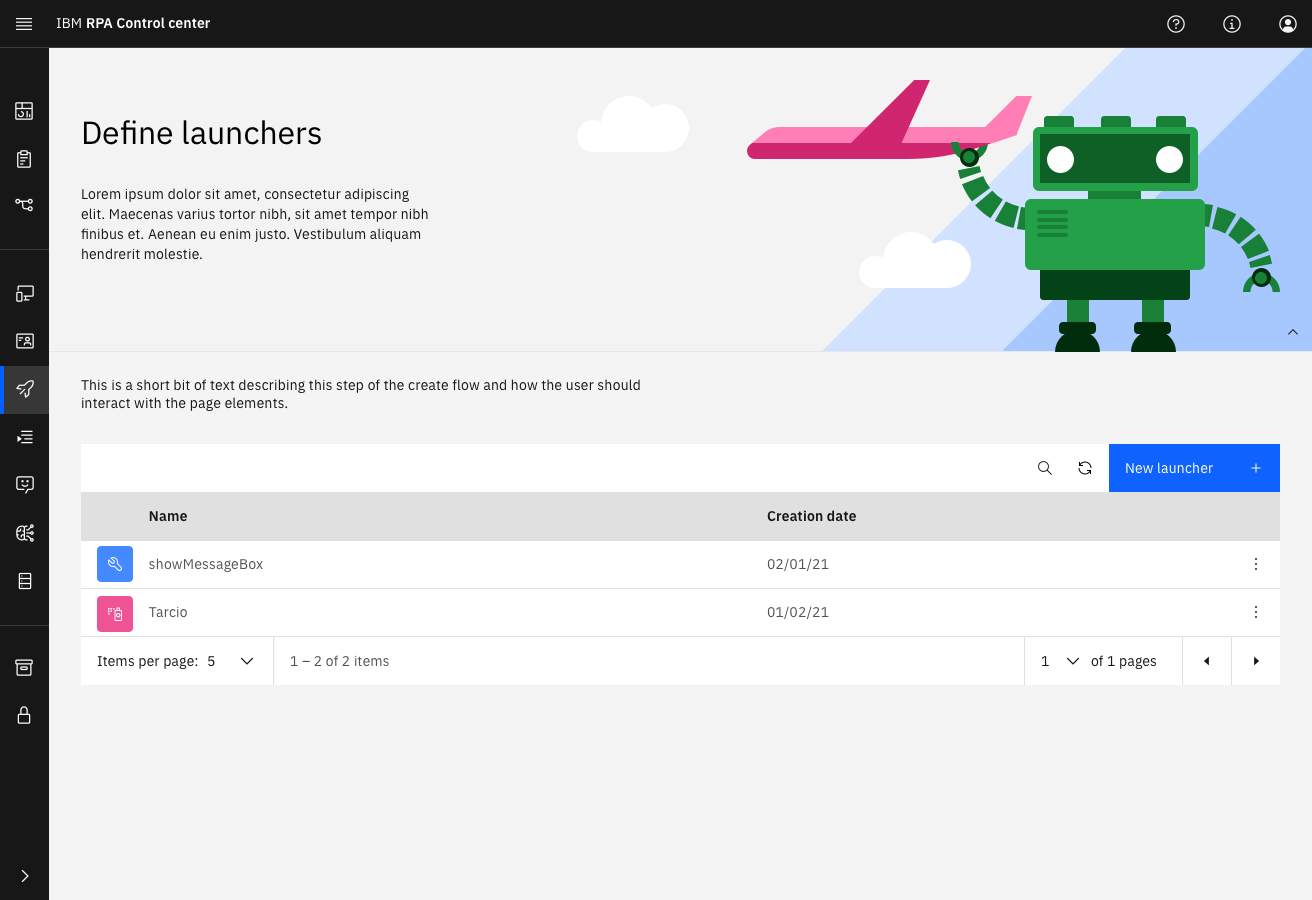 IBM RPA Control center
Define launchers
Lorem ipsum dolor sit amet, consectetur adipiscing
elit. Maecenas varius tortor nibh, sit amet tempor nibh
finibus et. Aenean eu enim justo. Vestibulum aliquam
hendrerit molestie.
This is a short bit of text describing this step of the create flow and how the user should
interact with the page elements.
New launcher
Name Creation date
showMessageBox 02/01/21
Tarcio 01/02/21
Items per page: 5 1 – 2 of 2 items 1 of 1 pages